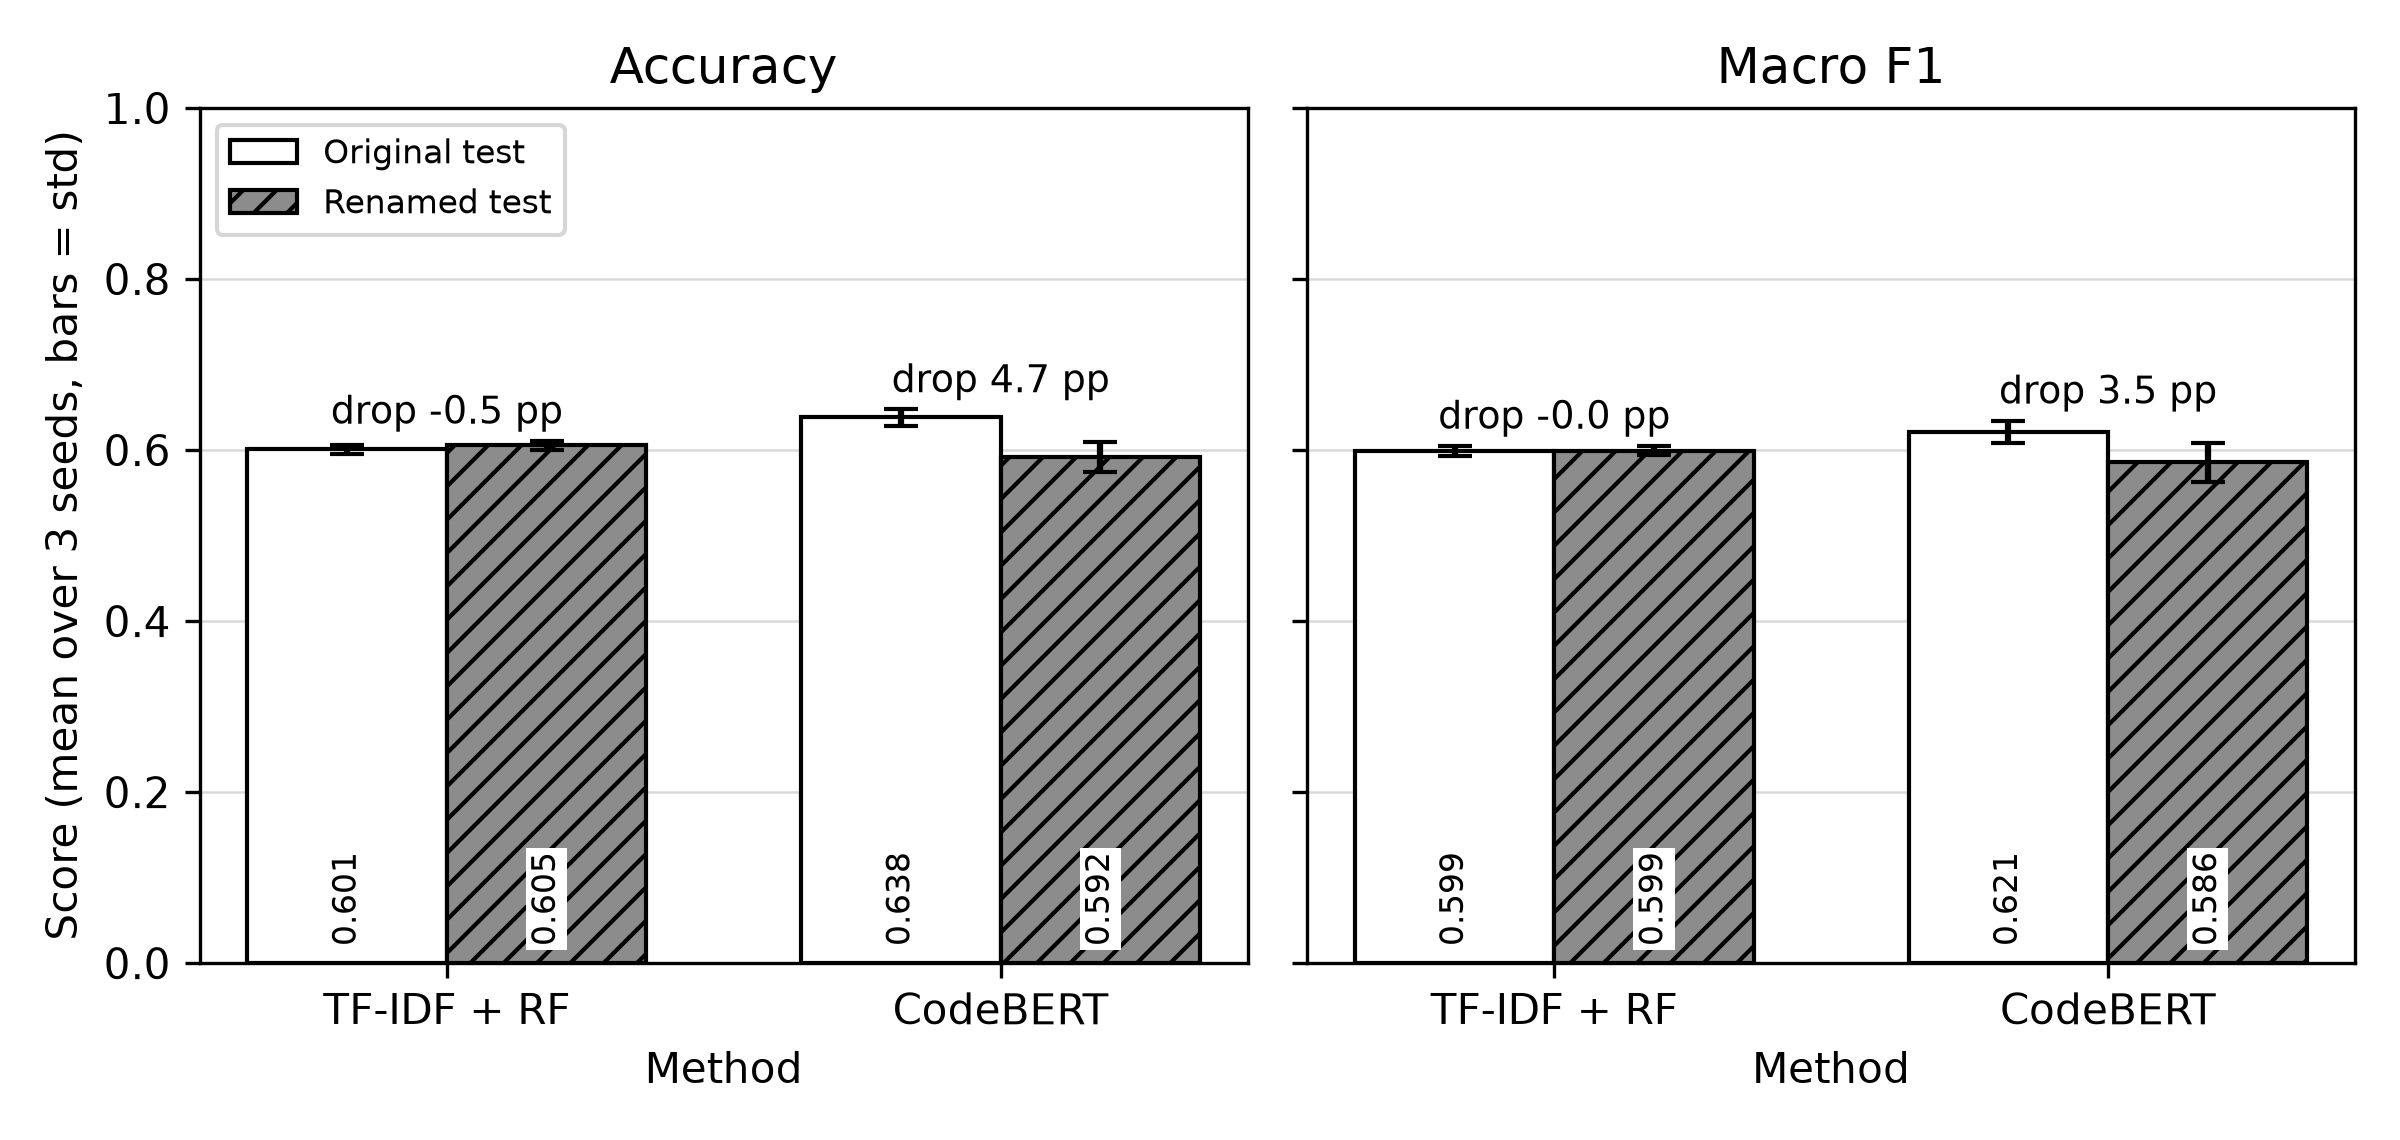 Accuracy
Macro F1
Score (mean over 3 seeds, bars = std)
1.0
0.8
0.6
0.4
0.2
0.0
Original test
Renamed test
drop -0.5 pp
drop 4.7 pp
drop -0.0 pp
drop 3.5 pp
0.601
0.605
0.638
0.592
0.599
0.599
0.621
0.586
TF-IDF + RF
CodeBERT
TF-IDF + RF
CodeBERT
Method
Method